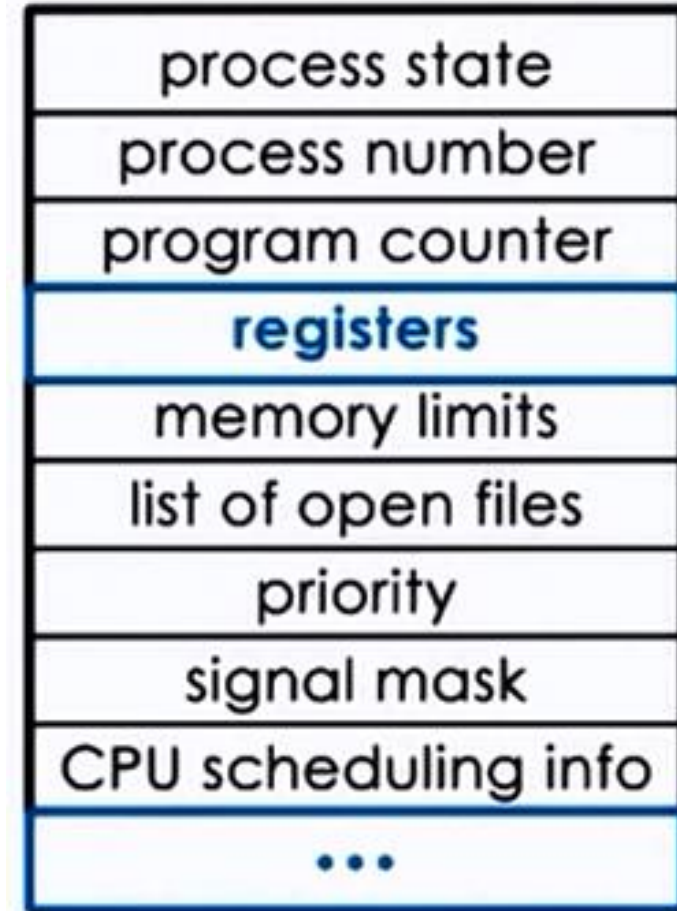 process state
process number
program counter
registers
memory limits
list of open files
priority
signal mask
CPU scheduling info
...